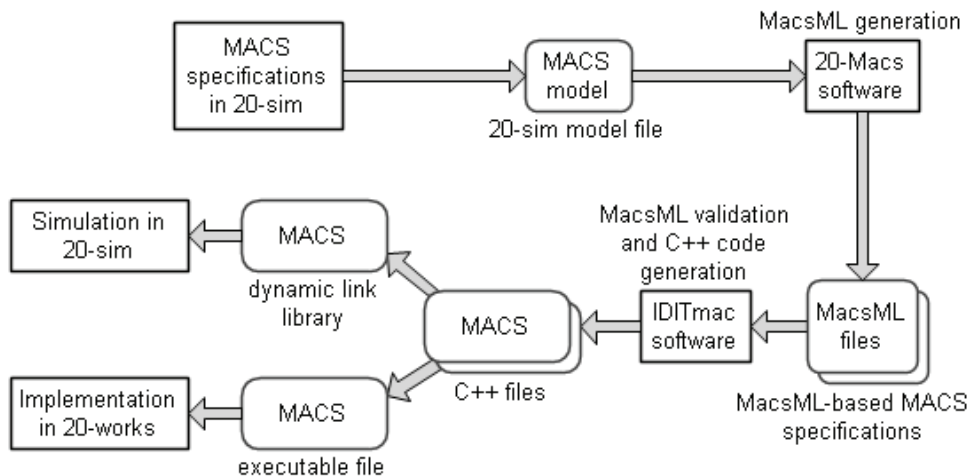 MACS
specifications
in 20-sim
MACS
model
20-sim model file
MacsML generation
20-Macs
software
MacsML
files
MacsML-based MACS
specifications
MacsML validation
and C++ code
generation
IDITmac
software
MACS
C++ files
MACS
dynamic link
library
Simulation in
20-sim
MACS
executable file
Implementation
in 20-works